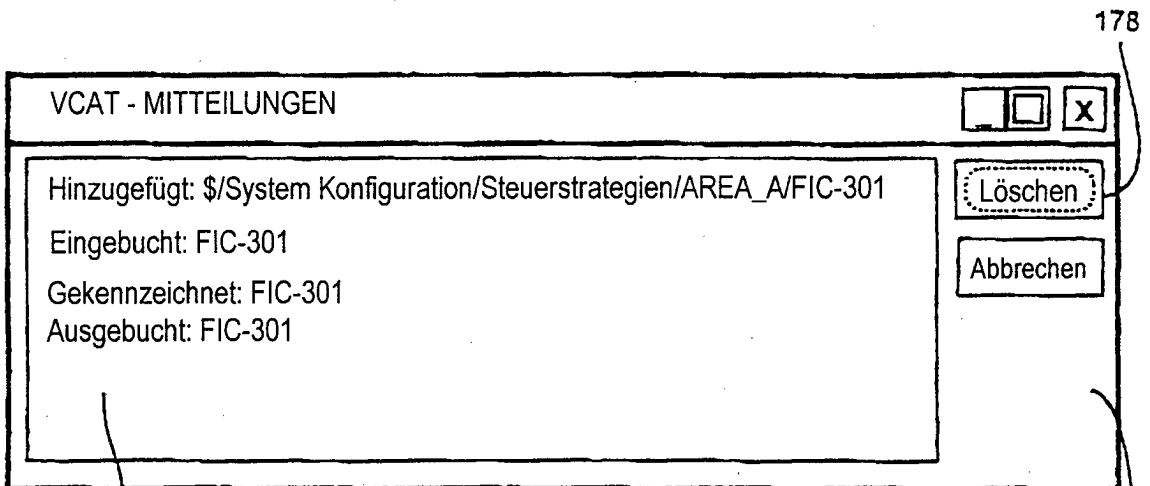 178
VCAT - MITTEILUNGEN
_ X
Hinzugefügt: $/System Konfiguration/Steuerstrategien/AREA_A/FIC-301
Löschen
Eingebucht: FIC-301
Abbrechen
Gekennzeichnet: FIC-301
Ausgebucht: FIC-301